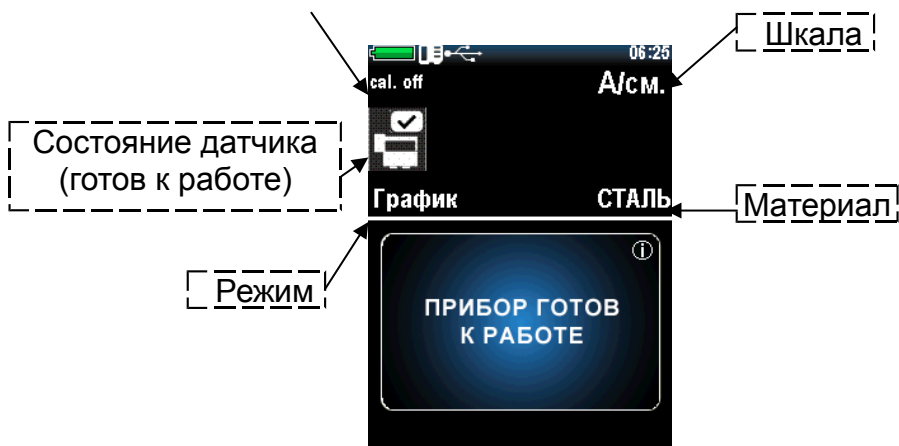 Шкала
06:25
cal. off
А/см.
Состояние датчика
(готов к работе)
График
СТАЛЬ
Материал
Режим
ПРИБОР ГОТОВ
К РАБОТЕ